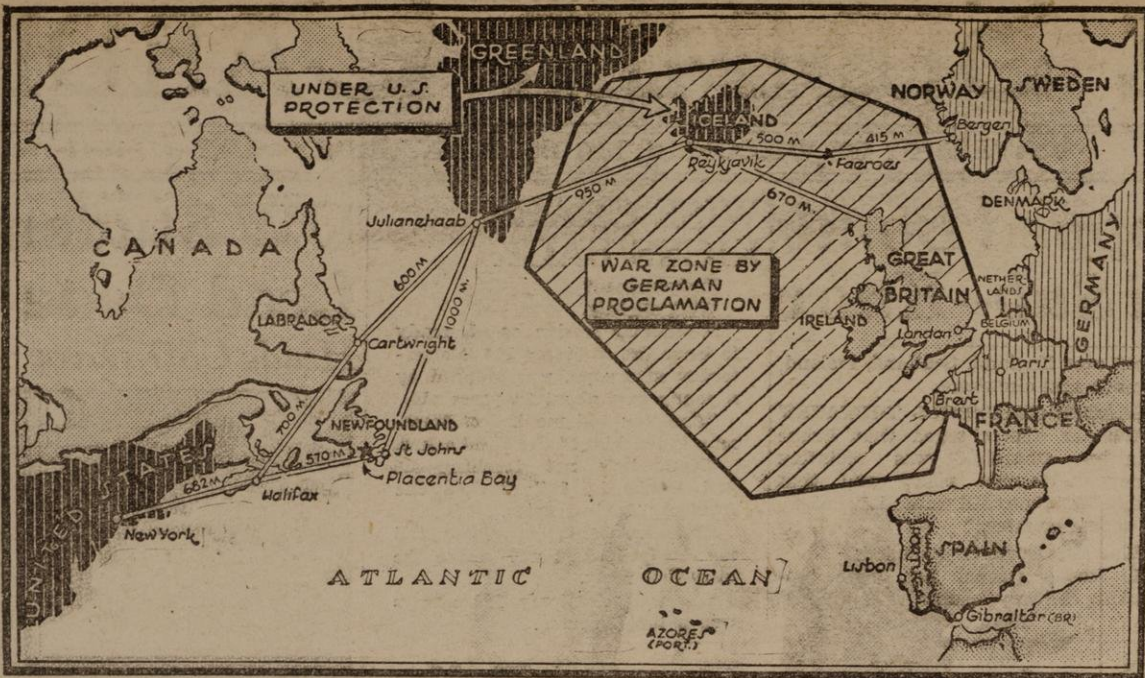 GREENLAND
UNDER U.S.
PROTECTION
ICELAND
NORWAY
SWEDEN
Bergen
500 M
415 M
Reykjavik
Faeroes
950 M
670 M.
DENMARK
Julianehaab
CANADA
GERMANY
600 M
1000 M.
WAR ZONE BY
GERMAN
PROCLAMATION
GREAT
BRITAIN
NETHER-
LANDS
LABRADOR
IRELAND
London
BELGIUM
Cartwright
Paris
Brest
FRANCE
700 M
NEWFOUNDLAND
St Johns
570 M
Placentia Bay
682 M
Halifax
UNITED STATES
New York
ATLANTIC OCEAN
Lisbon
PORTUGAL
SPAIN
Gibraltar (BR)
AZORES
(PORT.)